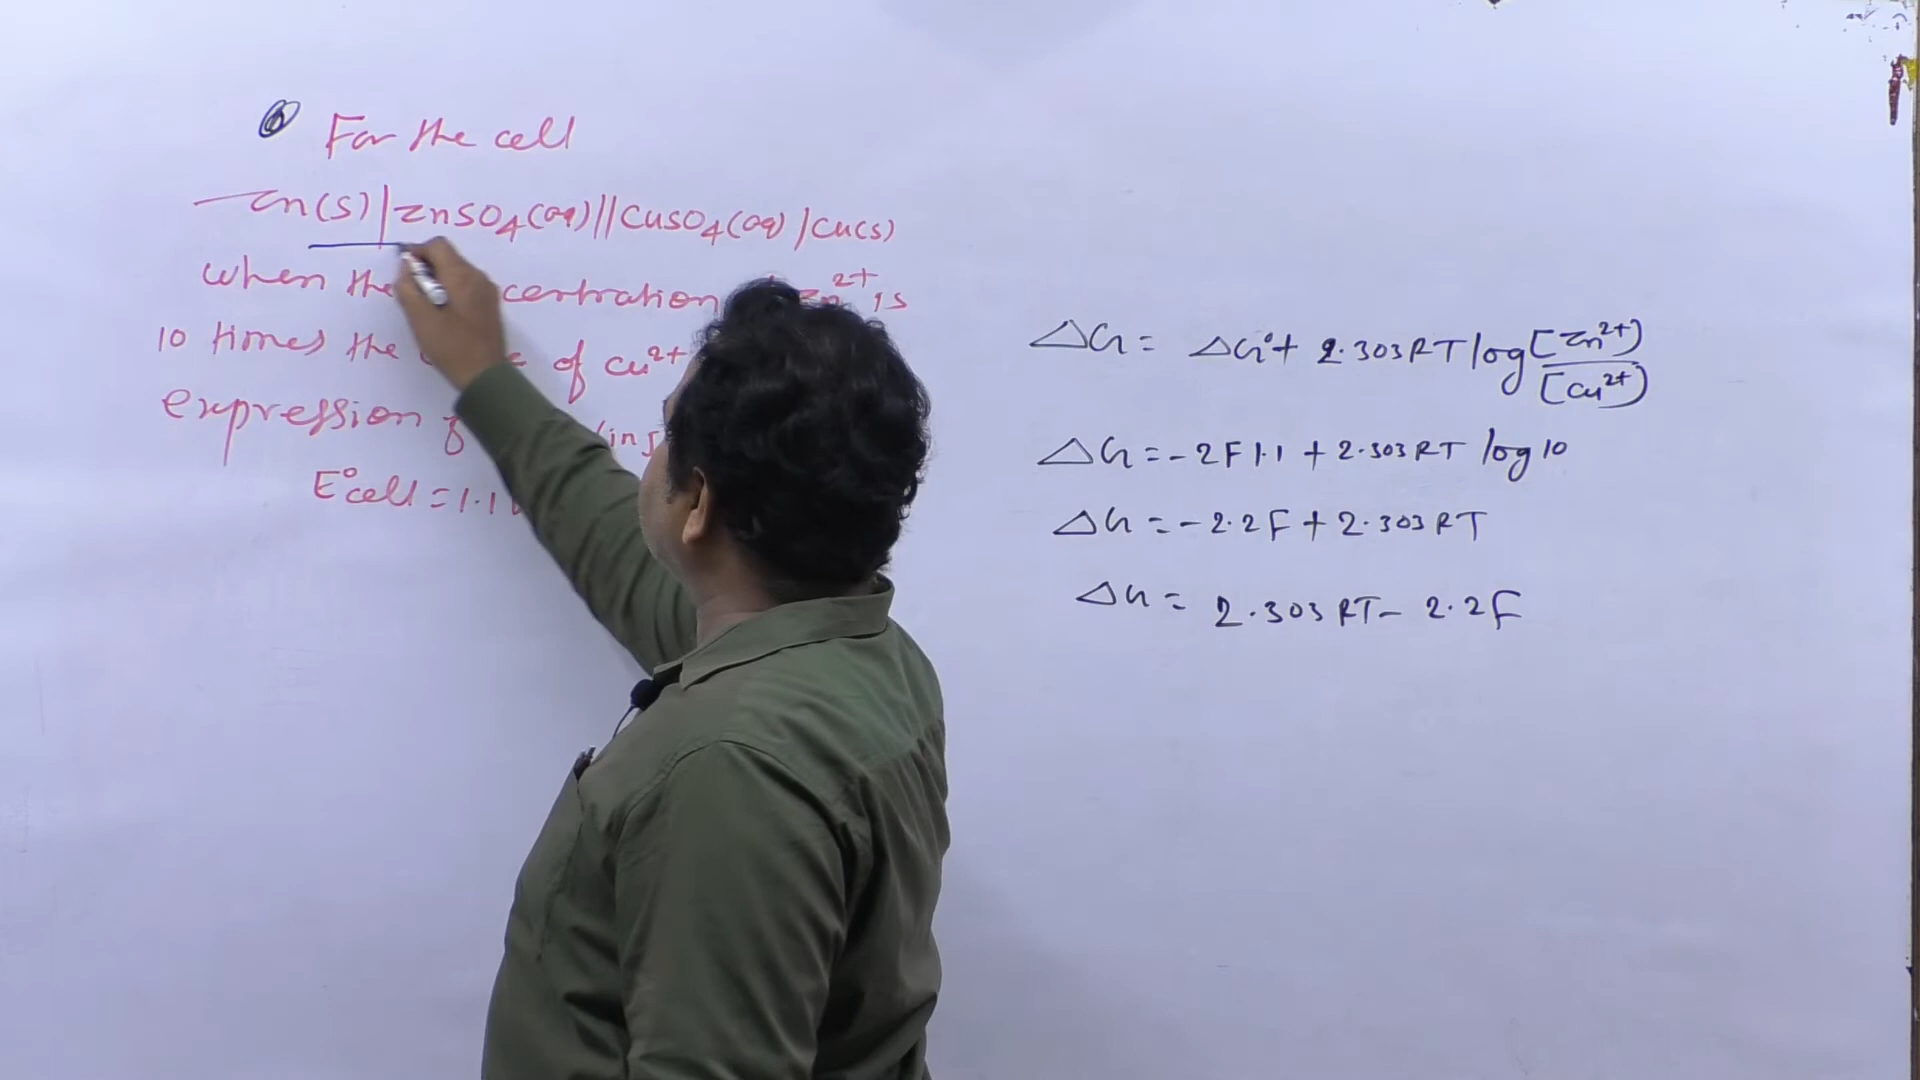 ⑥ For the cell
Zn(s)|ZnSO₄(aq)||CuSO₄(aq)/Cu(s)
when the centration Zn²⁺ is
10 times the of Cu²⁺
expression
E°cell = 1.1
ΔG = ΔG° + 2.303RT log [Zn²⁺]/[Cu²⁺]
ΔG = -2F1.1 + 2.303RT log 10
ΔG = -2.2F + 2.303RT
ΔG = 2.303RT - 2.2F